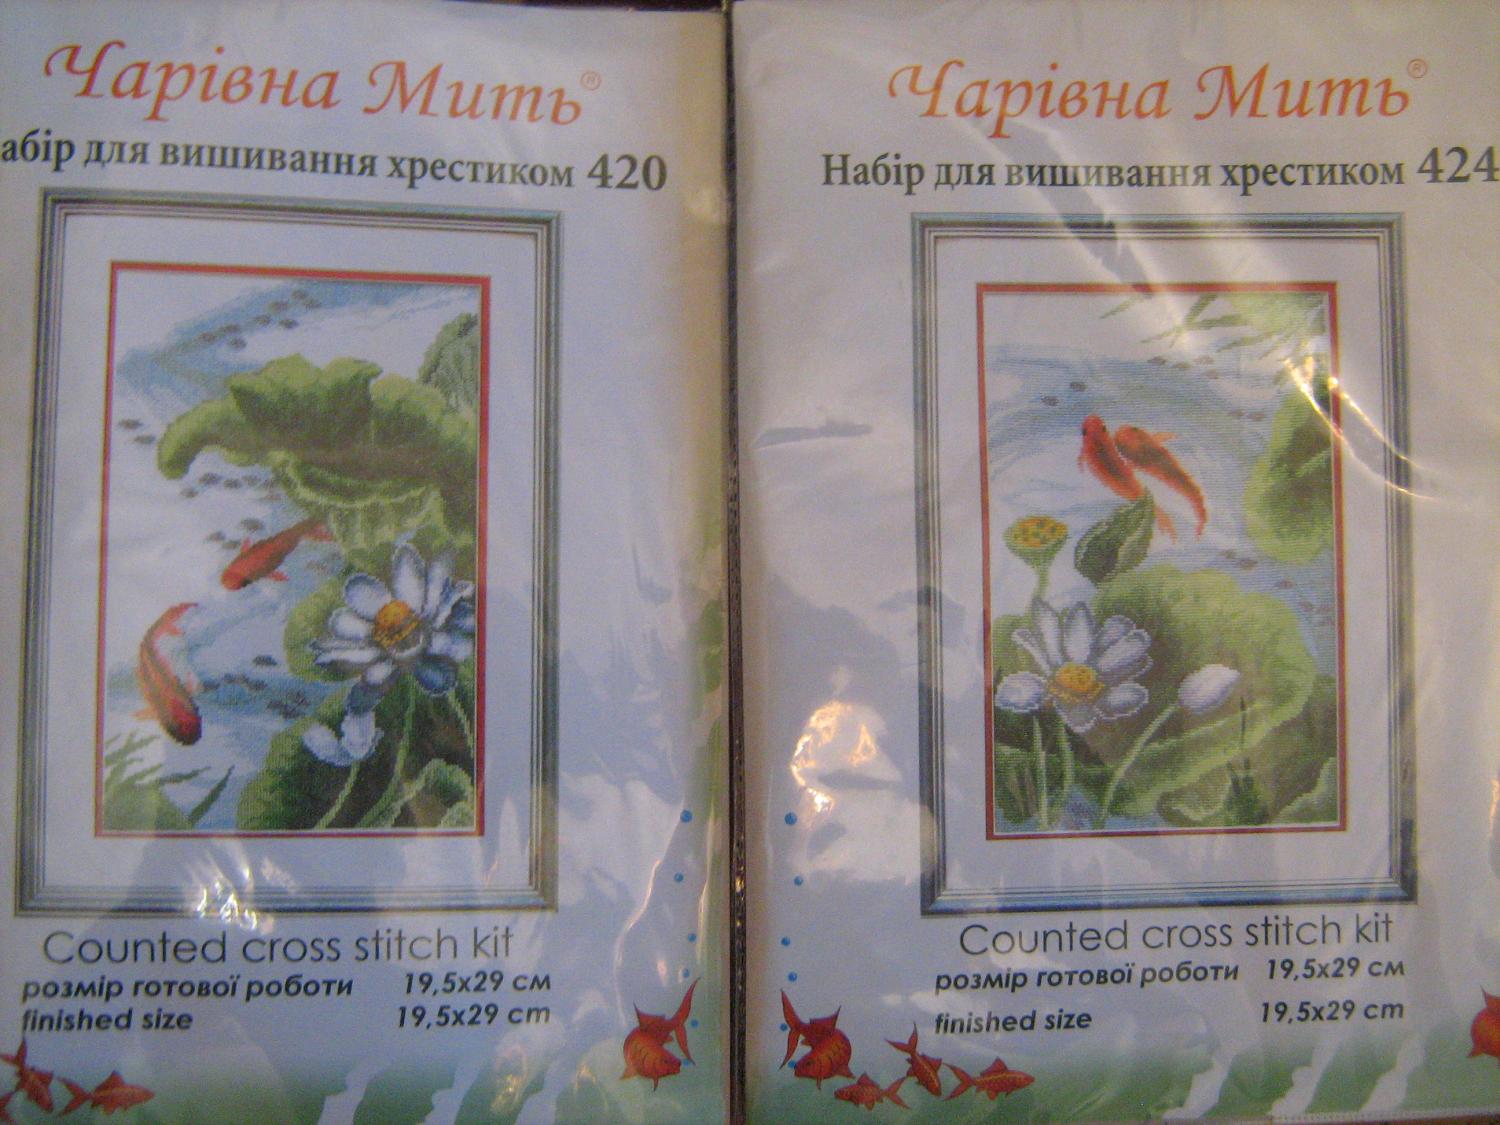 Чарівна Мить®
абір для вишивання хрестиком 420
Counted cross stitch kit
розмір готової роботи 19,5x29 см
finished size 19,5x29 cm
Чарівна Мить®
Набір для вишивання хрестиком 424
Counted cross stitch kit
розмір готової роботи 19,5x29 см
finished size 19,5x29 cm